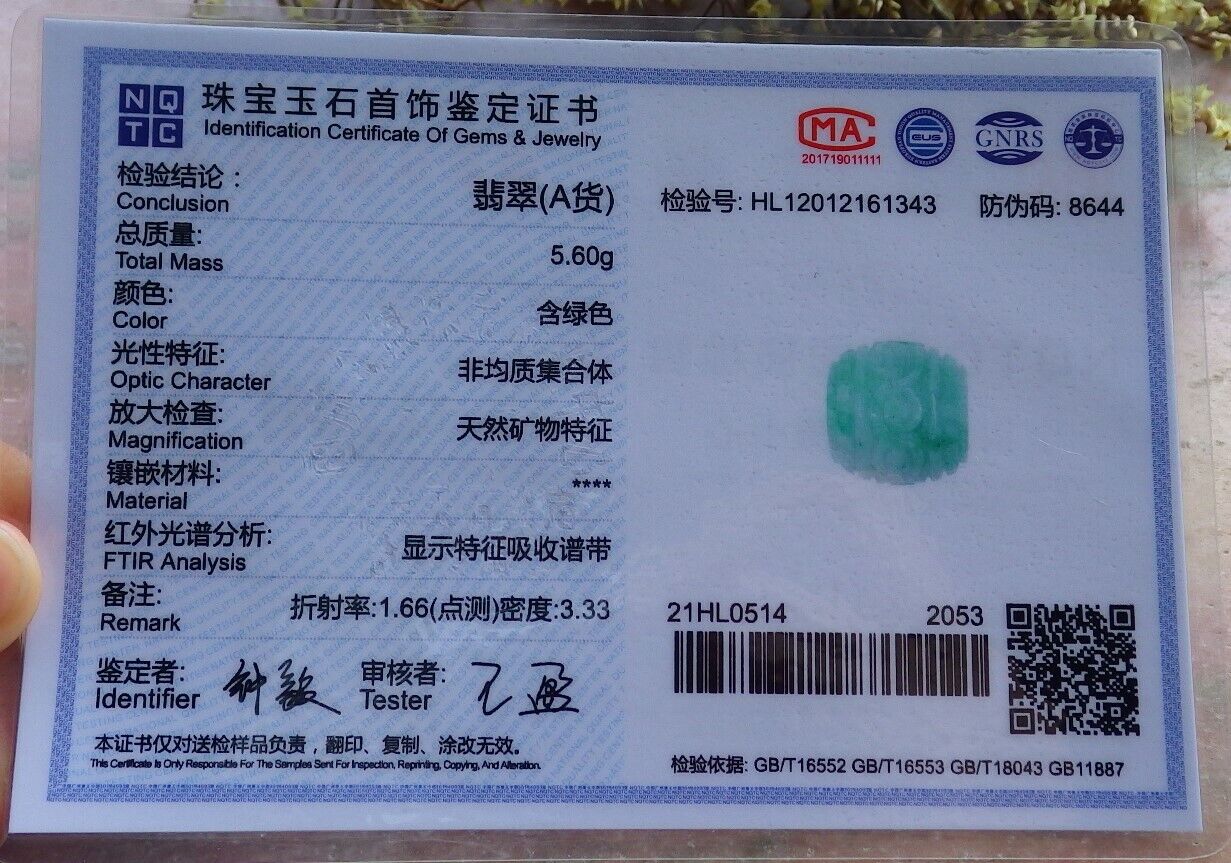 NQ
TC
珠宝玉石首饰鉴定证书
Identification Certificate Of Gems & Jewelry
检验结论：
Conclusion
翡翠(A货)
总质量:
Total Mass
5.60g
颜色:
Color
含绿色
光性特征:
Optic Character
非均质集合体
放大检查:
Magnification
天然矿物特征
镶嵌材料:
Material
****
红外光谱分析:
FTIR Analysis
显示特征吸收谱带
备注:
Remark
折射率:1.66(点测)密度:3.33
鉴定者:
Identifier
审核者:
Tester
本证书仅对送检样品负责，翻印、复制、涂改无效。
This Certificate Is Only Responsible For The Samples Sent For Inspection, Reprinting, Copying, And Alteration.
MA
201719011111
CUS
GNRS
检验号: HL12012161343 防伪码: 8644
21HL0514 2053
检验依据: GB/T16552 GB/T16553 GB/T18043 GB11887